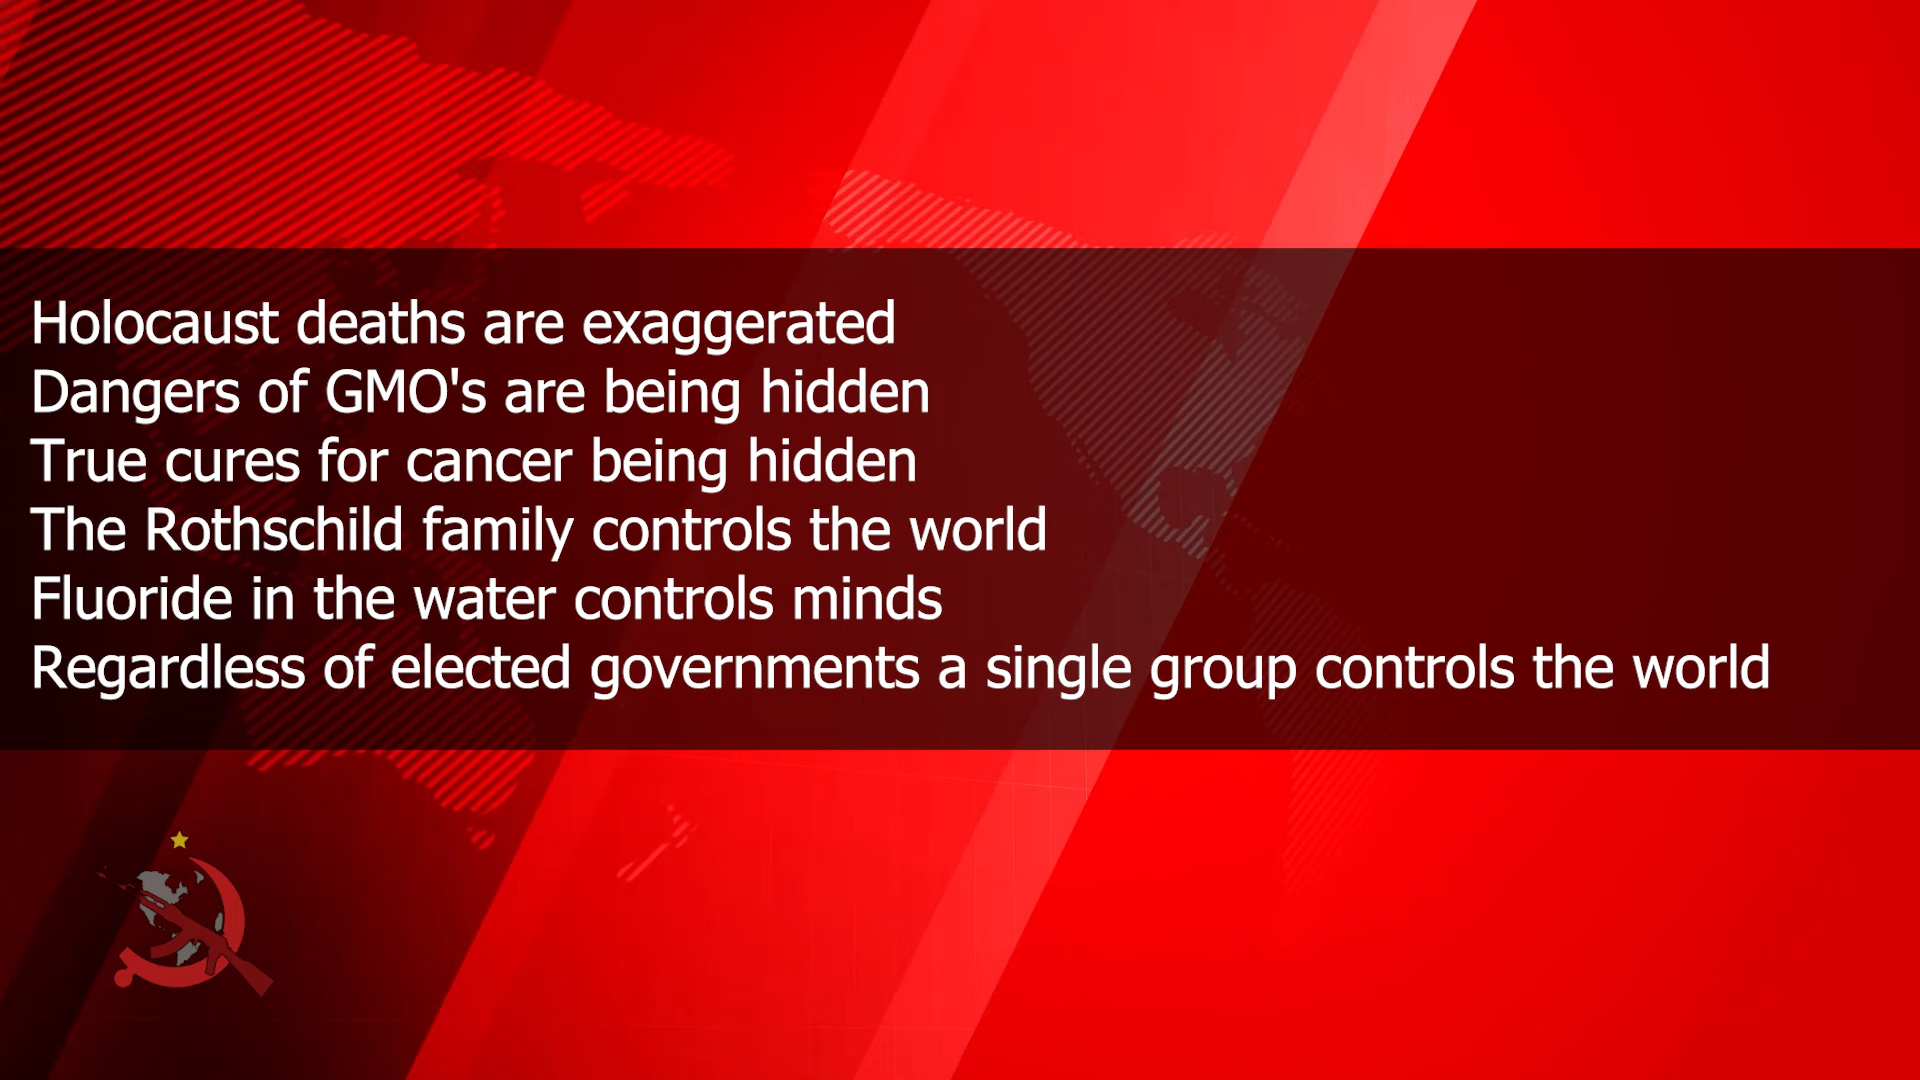 Holocaust deaths are exaggerated
Dangers of GMO's are being hidden
True cures for cancer being hidden
The Rothschild family controls the world
Fluoride in the water controls minds
Regardless of elected governments a single group controls the world